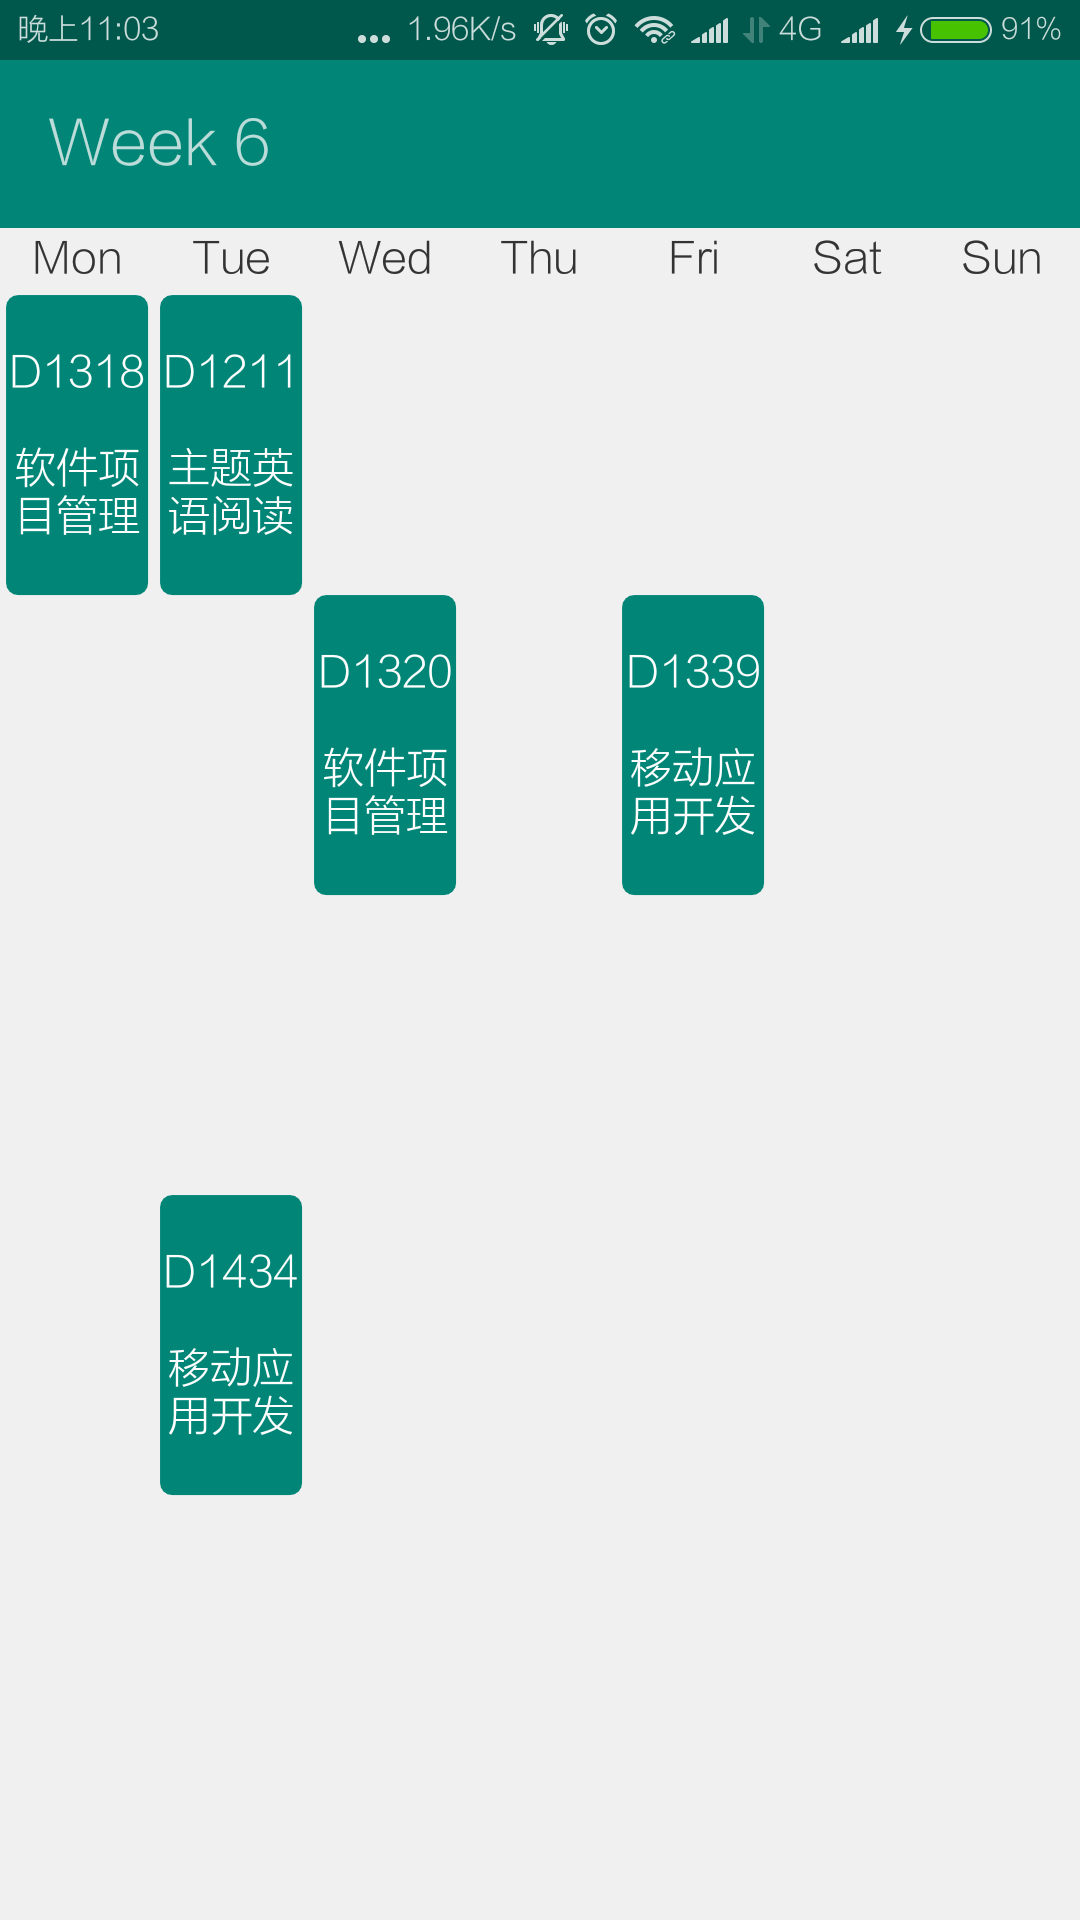 晚上11:03 ... 1.96K/s 4G 91%
Week 6
Mon Tue Wed Thu Fri Sat Sun
D1318
软件项
目管理
D1211
主题英
语阅读
D1320
软件项
目管理
D1339
移动应
用开发
D1434
移动应
用开发